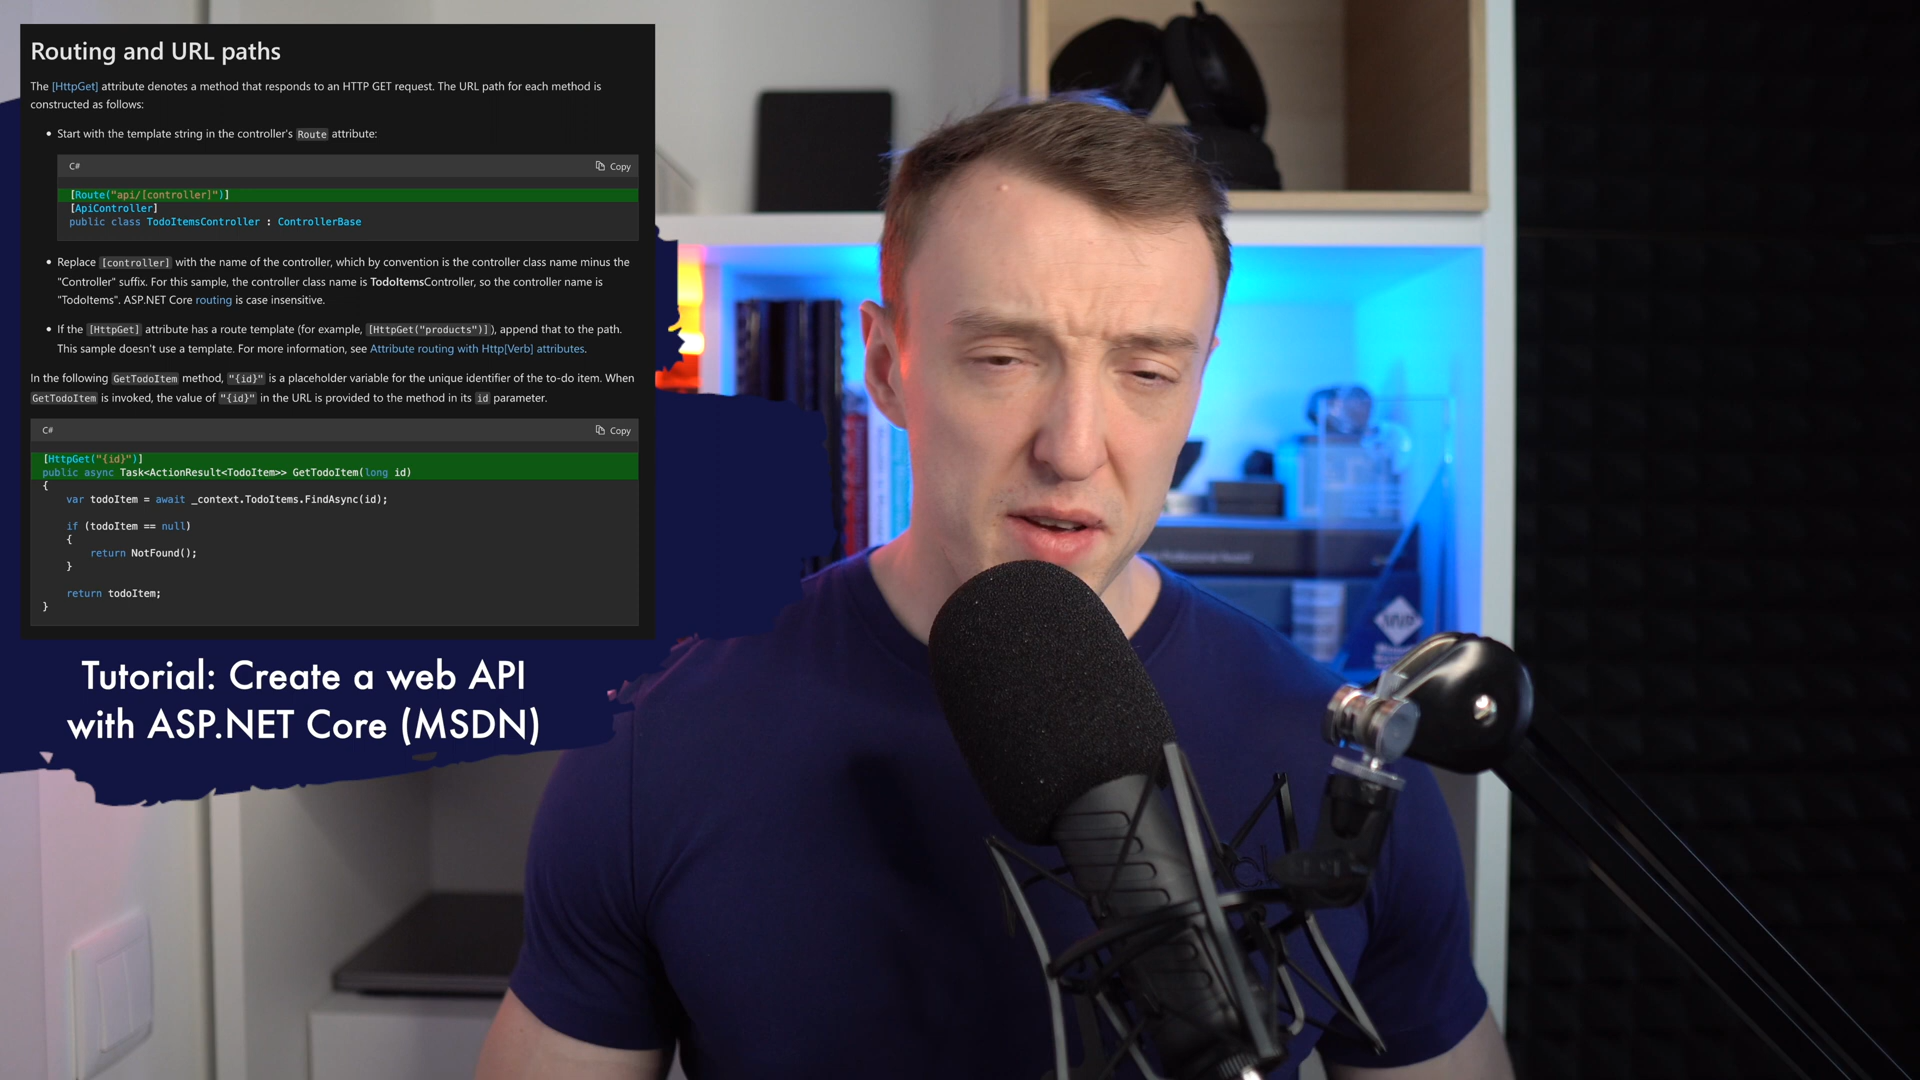 Routing and URL paths
The [HttpGet] attribute denotes a method that responds to an HTTP GET request. The URL path for each method is
constructed as follows:
• Start with the template string in the controller's Route attribute:
C#
Copy
[Route("api/[controller]")]
[ApiController]
public class TodoItemsController : ControllerBase
• Replace [controller] with the name of the controller, which by convention is the controller class name minus the
"Controller" suffix. For this sample, the controller class name is TodoItemsController, so the controller name is
"TodoItems". ASP.NET Core routing is case insensitive.
• If the [HttpGet] attribute has a route template (for example, [HttpGet("products")]), append that to the path.
This sample doesn't use a template. For more information, see Attribute routing with Http[Verb] attributes.
In the following GetTodoItem method, "{id}" is a placeholder variable for the unique identifier of the to-do item. When
GetTodoItem is invoked, the value of "{id}" in the URL is provided to the method in its id parameter.
C#
Copy
[HttpGet("{id}")]
public async Task<ActionResult<TodoItem>> GetTodoItem(long id)
{
var todoItem = await _context.TodoItems.FindAsync(id);
if (todoItem == null)
{
return NotFound();
}
return todoItem;
}
Tutorial: Create a web API
with ASP.NET Core (MSDN)